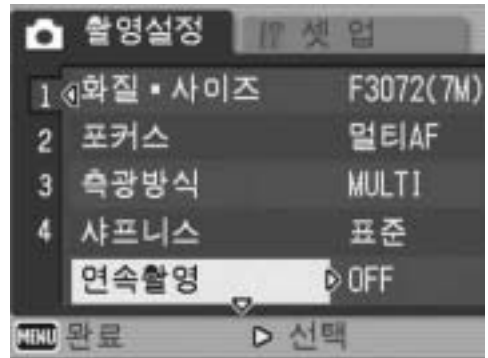 촬영설정 셋 업
1 화질▪사이즈 F3072(7M)
2 포커스 멀티AF
3 측광방식 MULTI
4 샤프니스 표준
연속촬영 OFF
MENU 완료 선택